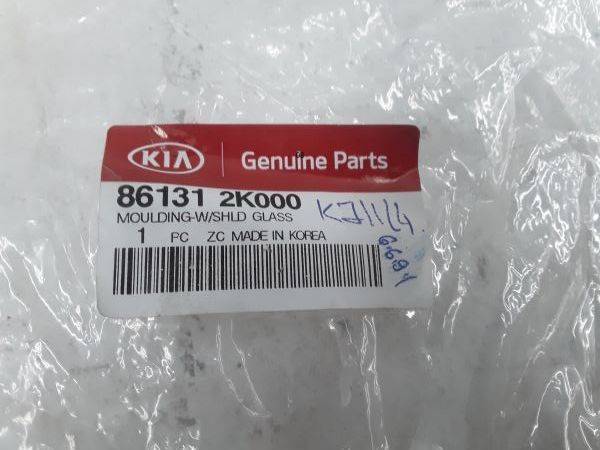 KIA Genuine Parts
86131 2K000
MOULDING-W/SHLD GLASS
1 PC ZC MADE IN KOREA